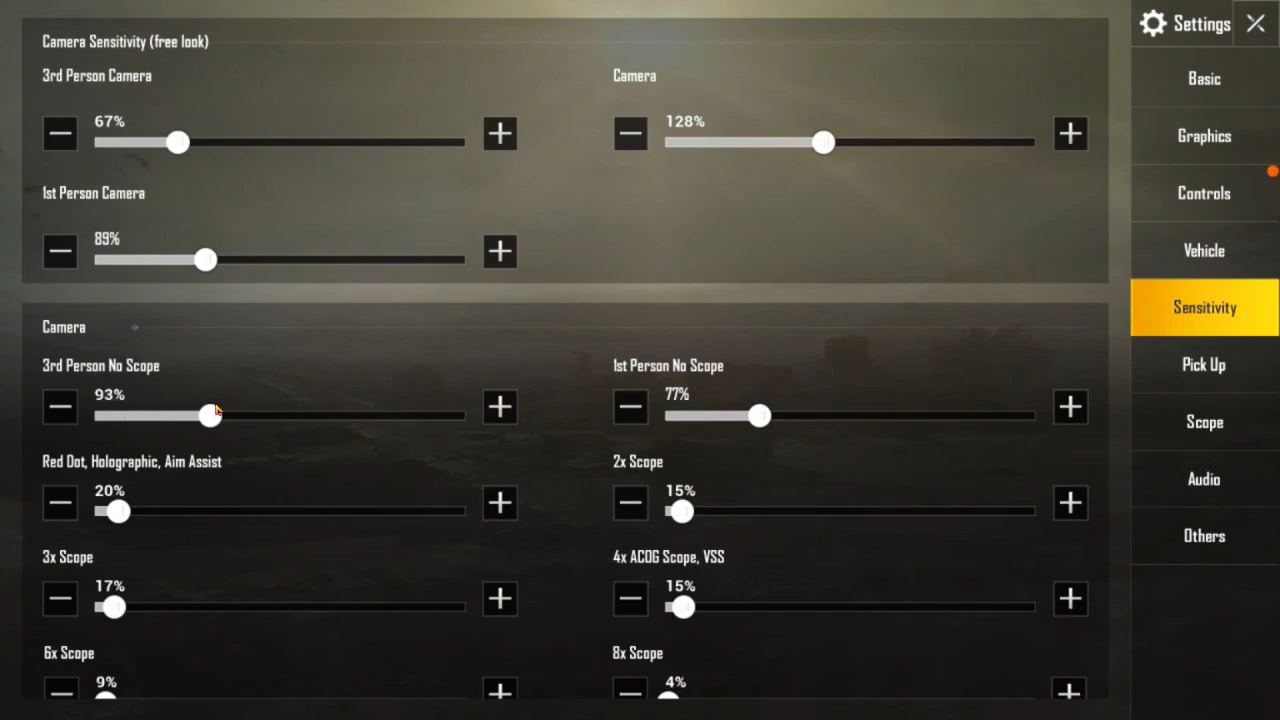 Camera Sensitivity (free look)
3rd Person Camera
67%
Camera
128%
1st Person Camera
89%
Camera
3rd Person No Scope
93%
1st Person No Scope
77%
Red Dot, Holographic, Aim Assist
20%
2x Scope
15%
3x Scope
17%
4x ACOG Scope, VSS
15%
6x Scope
9%
8x Scope
4%
Settings
Basic
Graphics
Controls
Vehicle
Sensitivity
Pick Up
Scope
Audio
Others